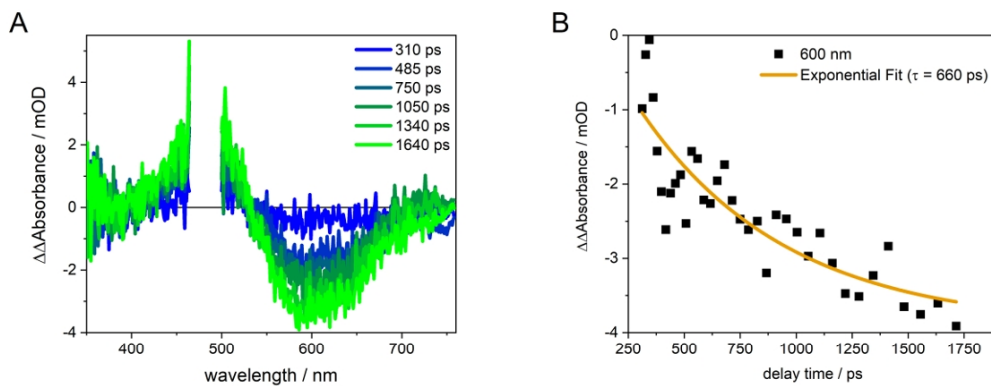 A
ΔΔAbsorbance / mOD
4
2
0
-2
-4
400
500
600
700
wavelength / nm
310 ps
485 ps
750 ps
1050 ps
1340 ps
1640 ps
B
ΔΔAbsorbance / mOD
0
-1
-2
-3
-4
250
500
750
1000
1250
1500
1750
delay time / ps
600 nm
Exponential Fit (τ = 660 ps)